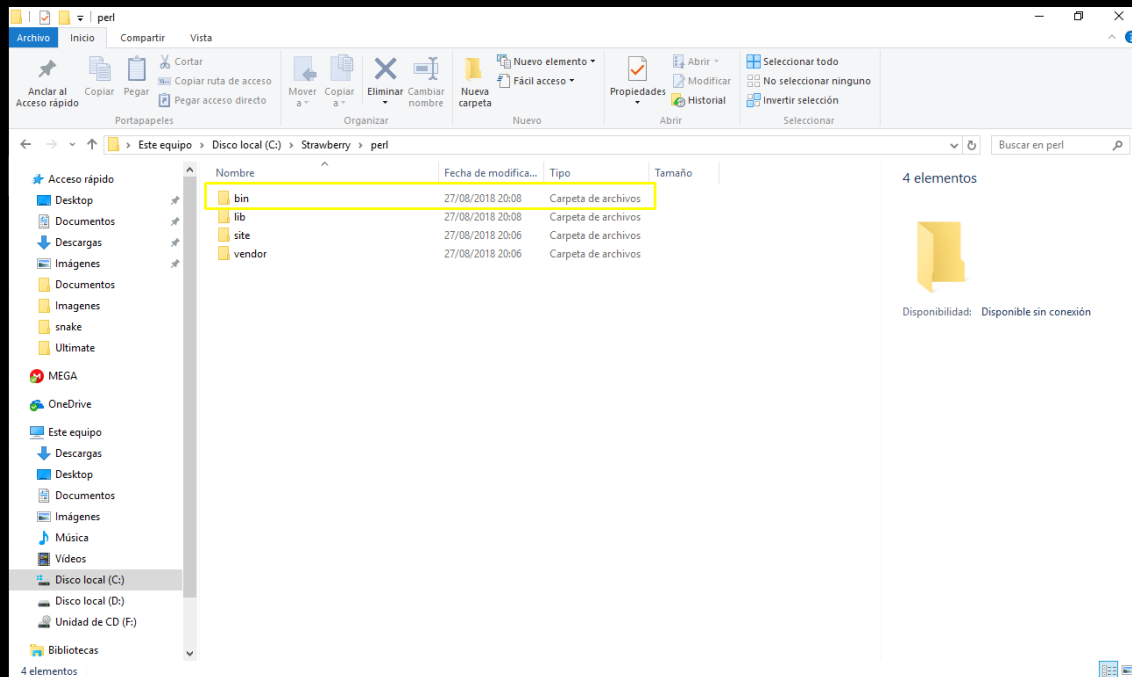 perl
Archivo Inicio Compartir Vista
Anclar al Acceso rápido
Copiar
Pegar
Cortar
Copiar ruta de acceso
Pegar acceso directo
Portapapeles
Mover a
Copiar a
Eliminar
Cambiar nombre
Organizar
Nueva carpeta
Nuevo elemento
Fácil acceso
Nuevo
Propiedades
Abrir
Modificar
Historial
Abrir
Seleccionar todo
No seleccionar ninguno
Invertir selección
Seleccionar
Este equipo > Disco local (C:) > Strawberry > perl
Buscar en perl
Acceso rápido
Desktop
Documentos
Descargas
Imágenes
Documentos
Imagenes
snake
Ultimate
MEGA
OneDrive
Este equipo
Descargas
Desktop
Documentos
Imágenes
Música
Vídeos
Disco local (C:)
Disco local (D:)
Unidad de CD (F:)
Bibliotecas
Nombre Fecha de modifica... Tipo Tamaño
bin 27/08/2018 20:08 Carpeta de archivos
lib 27/08/2018 20:08 Carpeta de archivos
site 27/08/2018 20:06 Carpeta de archivos
vendor 27/08/2018 20:06 Carpeta de archivos
4 elementos
Disponibilidad: Disponible sin conexión
4 elementos